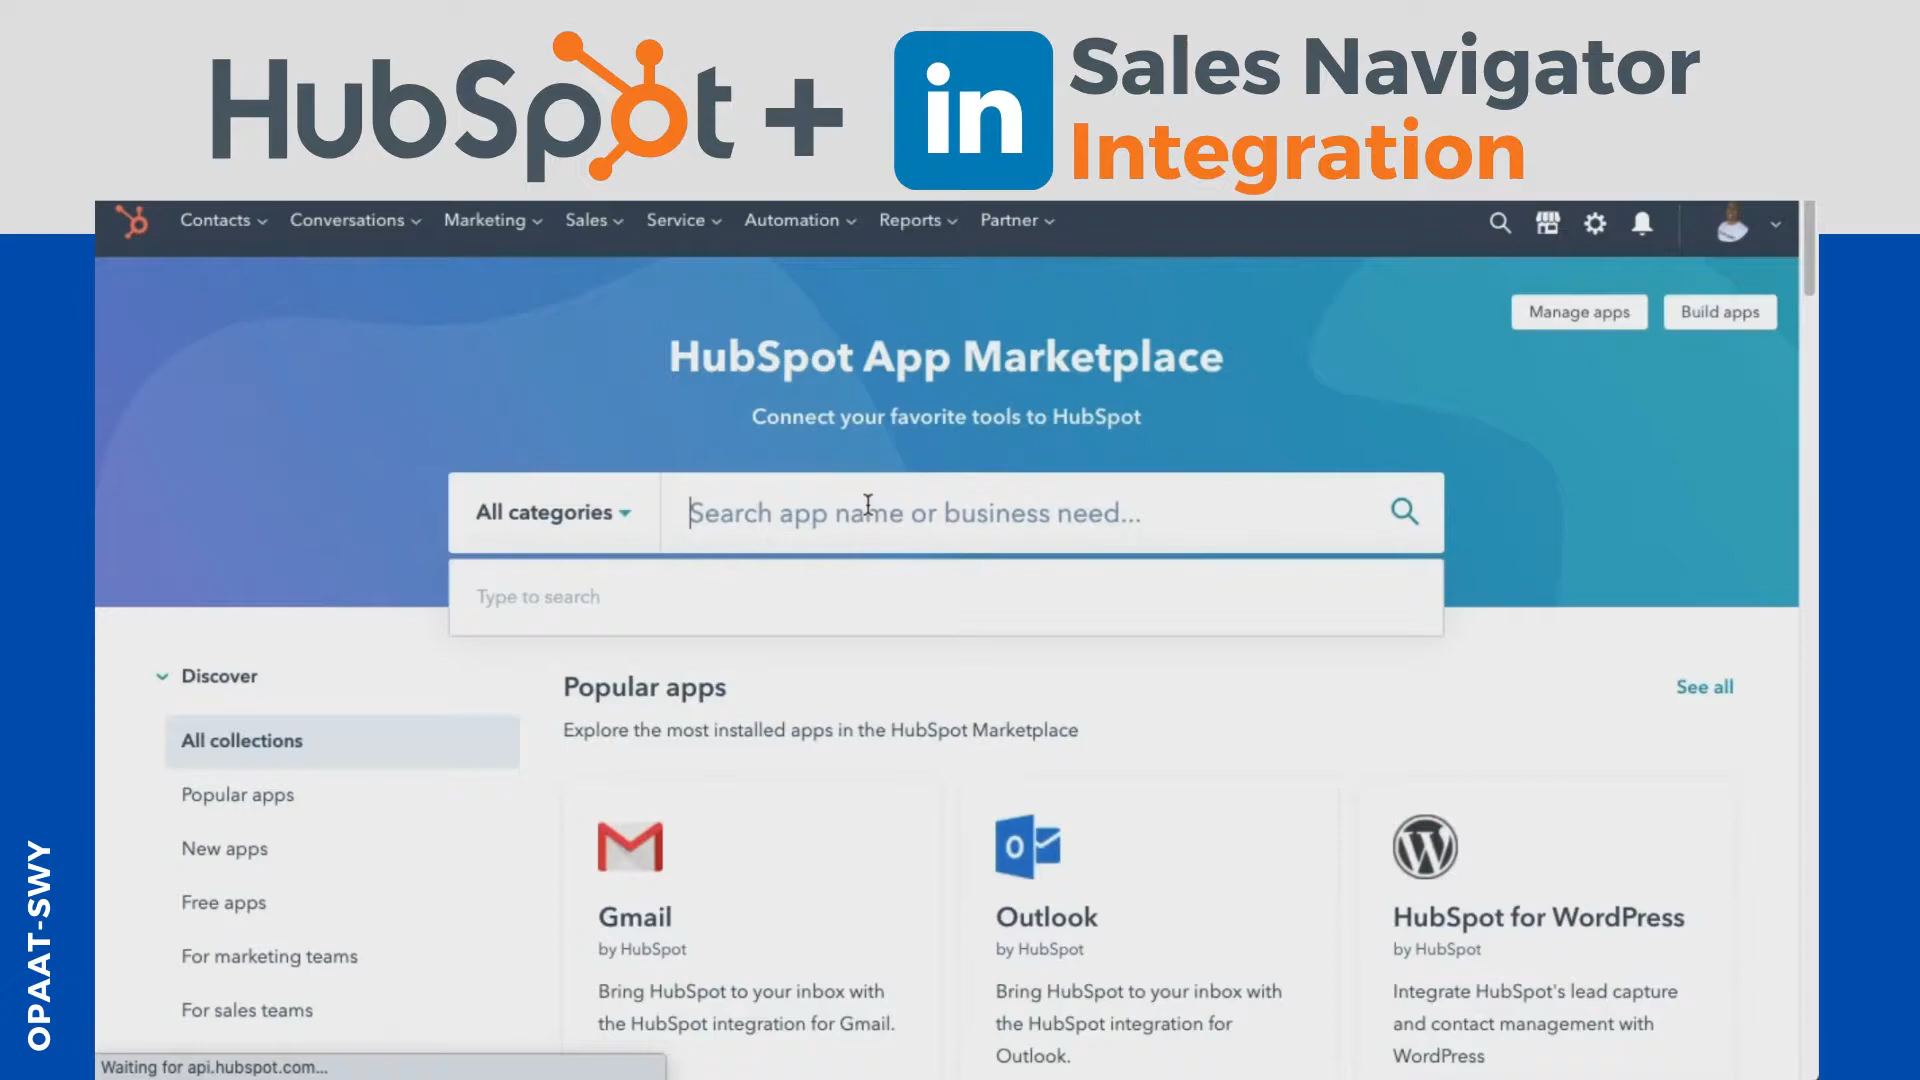 HubSpot + in Sales Navigator
Integration
Contacts Conversations Marketing Sales Service Automation Reports Partner
Manage apps Build apps
HubSpot App Marketplace
Connect your favorite tools to HubSpot
All categories Search app name or business need...
Type to search
Discover
All collections
Popular apps
New apps
Free apps
For marketing teams
For sales teams
Popular apps
See all
Explore the most installed apps in the HubSpot Marketplace
Gmail
by HubSpot
Bring HubSpot to your inbox with
the HubSpot integration for Gmail.
Outlook
by HubSpot
Bring HubSpot to your inbox with
the HubSpot integration for
Outlook.
HubSpot for WordPress
by HubSpot
Integrate HubSpot's lead capture
and contact management with
WordPress
Waiting for api.hubspot.com...
OPAAT-SWY